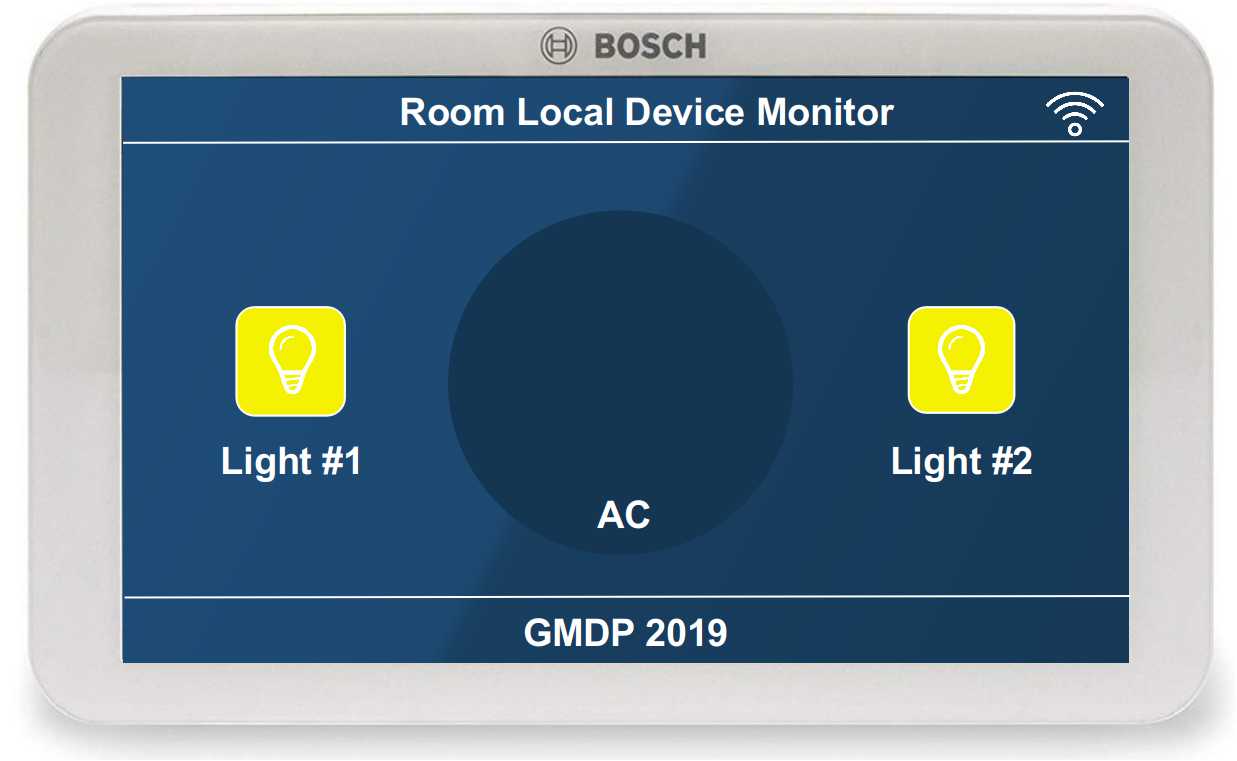 BOSCH
Room Local Device Monitor
Light #1
Light #2
AC
GMDP 2019